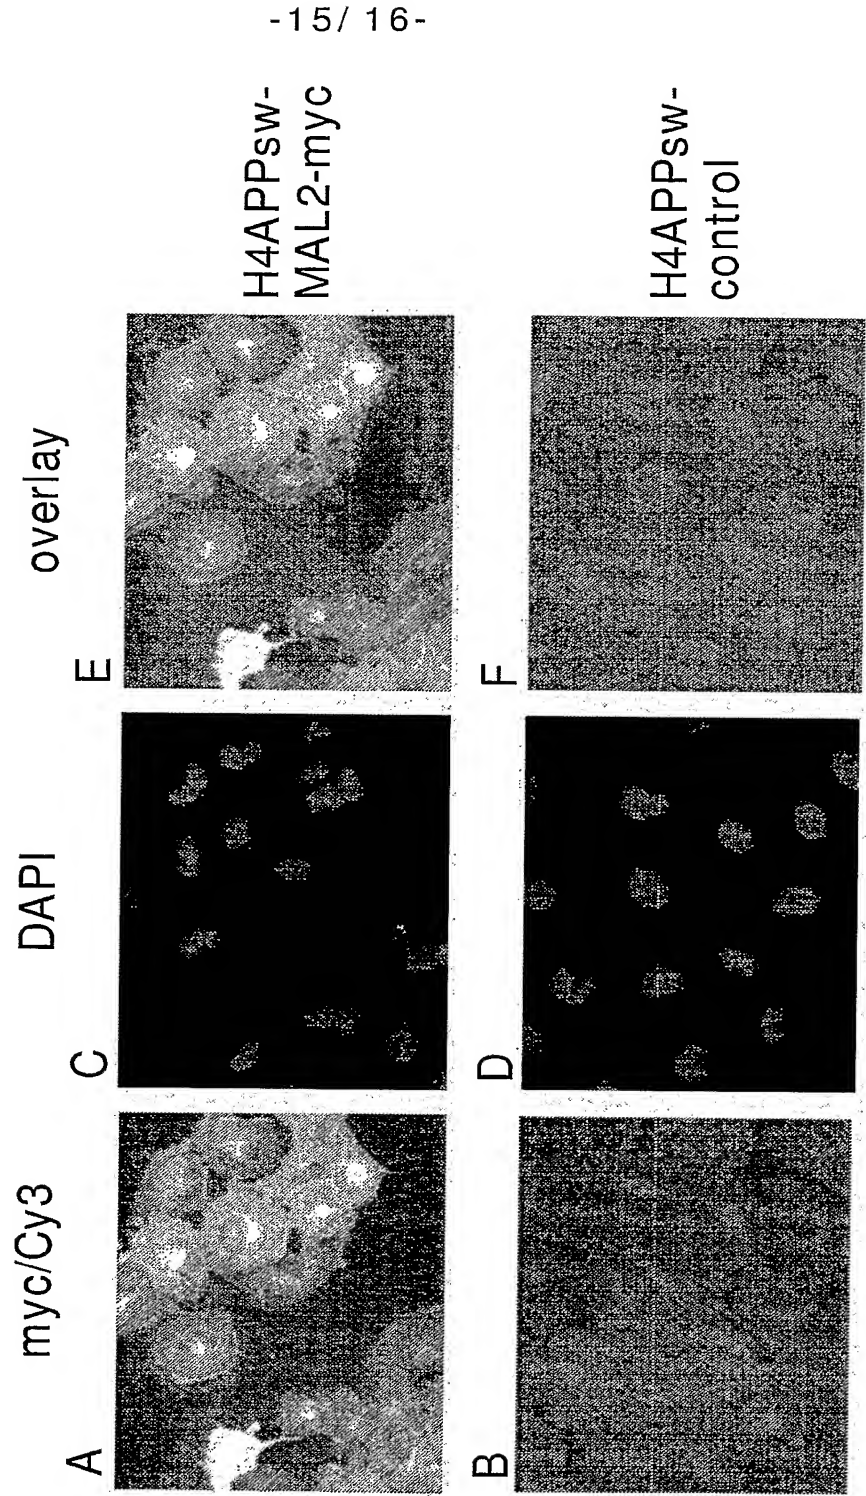 -15/ 16-
myc/Cy3
DAPI
overlay
A
C
E
H4APPsw-
MAL2-myc
B
D
F
H4APPsw-
control